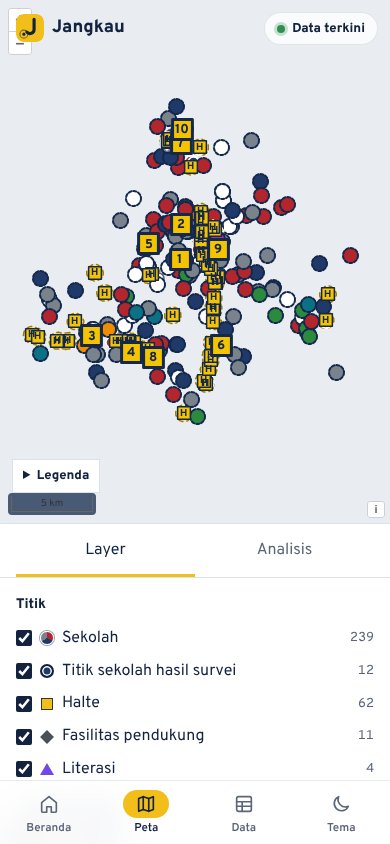 Jangkau
Data terkini
10
7
2
5
9
1
3
4
8
6
H
Legenda
5 km
i
Layer
Analisis
Titik
Sekolah 239
Titik sekolah hasil survei 12
Halte 62
Fasilitas pendukung 11
Literasi 4
Beranda
Peta
Data
Tema